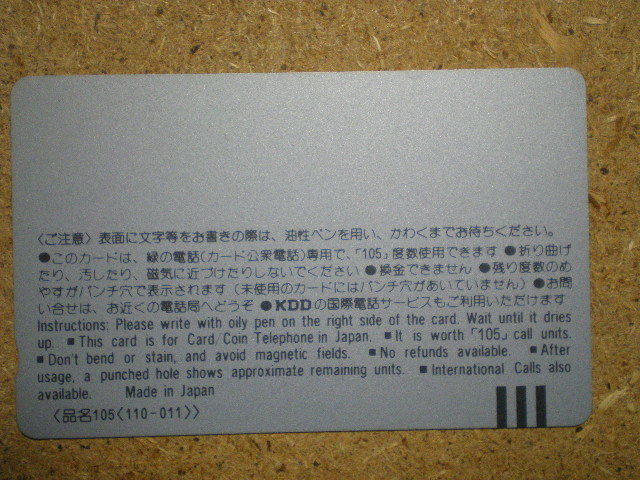 〈ご注意〉表面に文字等をお書きの際は、油性ペンを用い、かわくまでお待ちください。
●このカードは、緑の電話(カード公衆電話)専用で、「105」度数使用できます ●折り曲げ
たり、汚したり、磁気に近づけたりしないでください ●換金できません ●残り度数のめ
やすがパンチ穴で表示されます(未使用のカードにはパンチ穴があいていません) ●お問
い合せは、お近くの電話局へどうぞ ●KDDの国際電話サービスもご利用いただけます
Instructions: Please write with oily pen on the right side of the card. Wait until it dries
up. ■This card is for Card/Coin Telephone in Japan. ■It is worth「105」call units.
■Don't bend or stain, and avoid magnetic fields. ■No refunds available. ■After
usage, a punched hole shows approximate remaining units. ■International Calls also
available. Made in Japan
〈品名105〈110-011〉〉